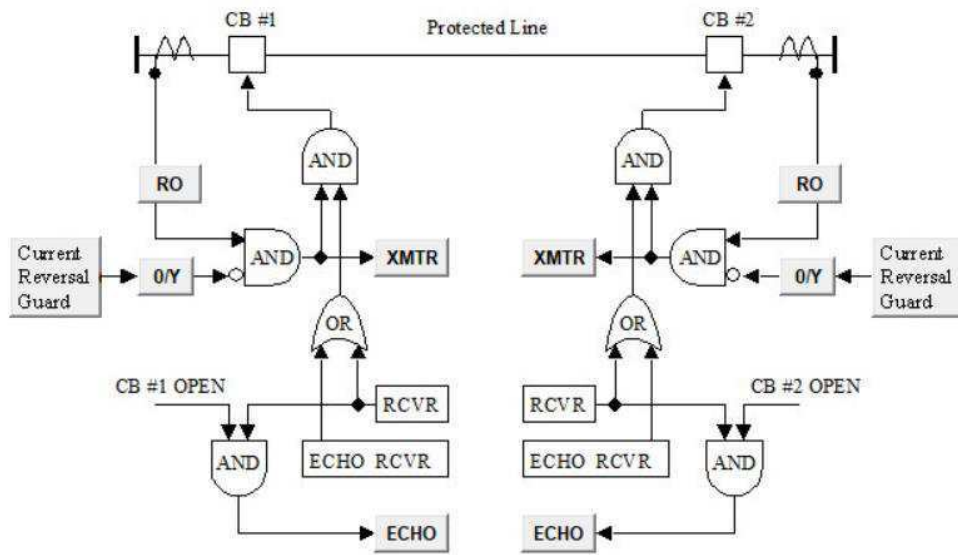 CB #1
Protected Line
CB #2
AND
AND
RO
RO
Current
Reversal
Guard
0/Y
AND
XMTR
XMTR
AND
0/Y
Current
Reversal
Guard
OR
OR
CB #1 OPEN
RCVR
RCVR
CB #2 OPEN
AND
ECHO RCVR
ECHO RCVR
AND
ECHO
ECHO